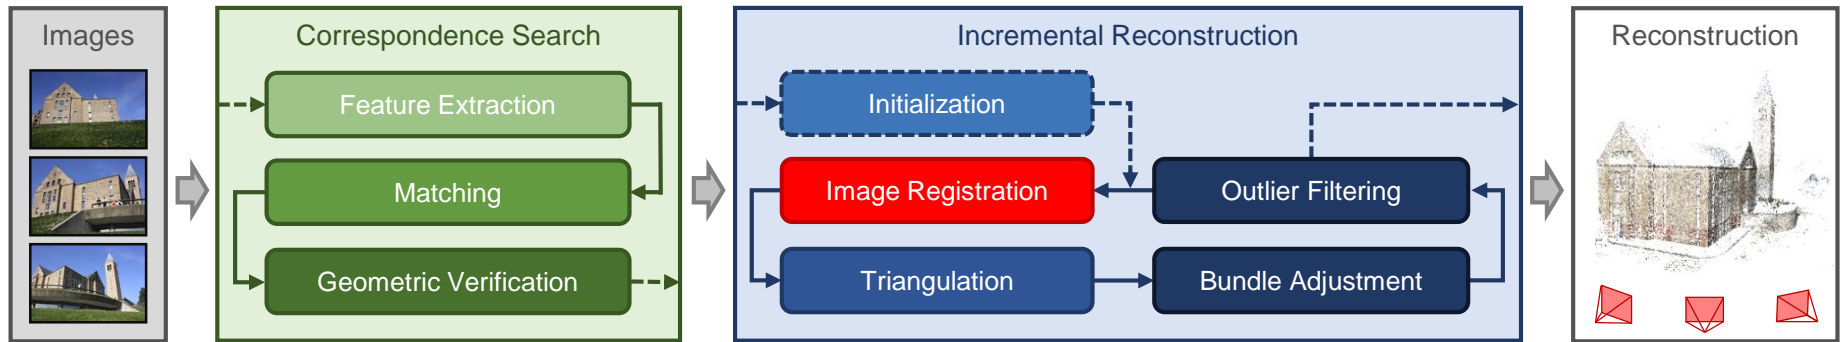 Images
Correspondence Search
Feature Extraction
Matching
Geometric Verification
Incremental Reconstruction
Initialization
Image Registration
Outlier Filtering
Triangulation
Bundle Adjustment
Reconstruction